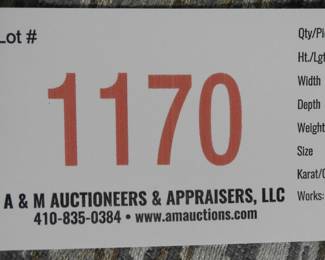 Lot #
1170
A & M AUCTIONEERS & APPRAISERS, LLC
410-835-0384 • www.amauctions.com
Qty/Pi
Ht./Lgt
Width
Depth
Weight
Size
Karat/C
Works: